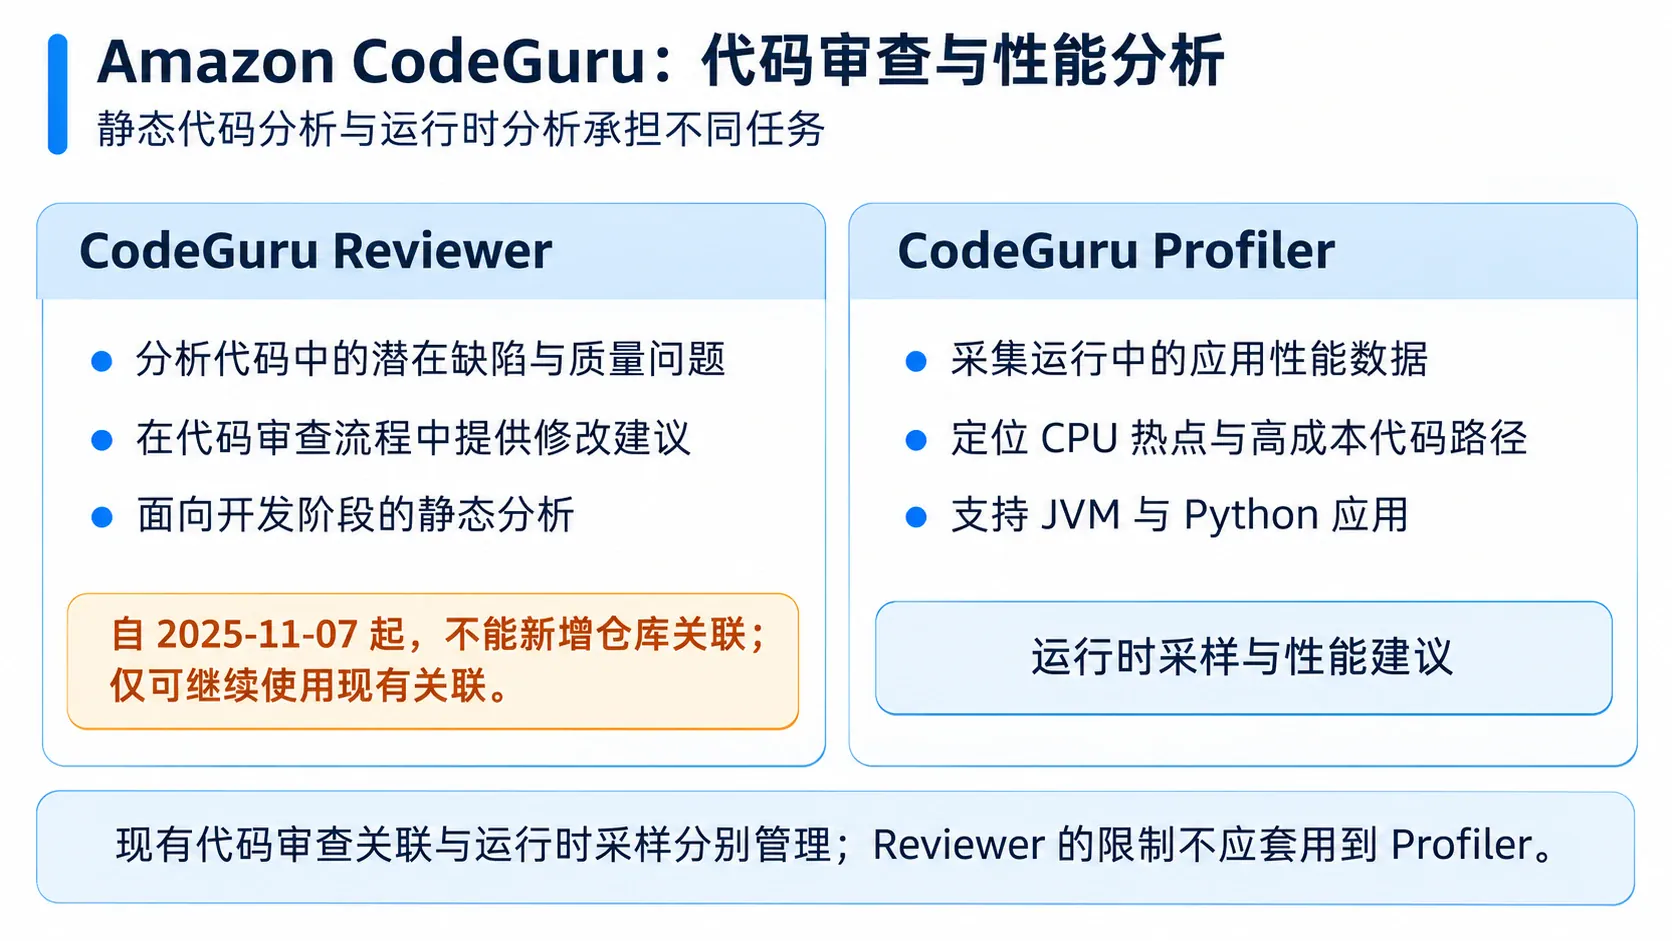 Amazon CodeGuru：代码审查与性能分析
静态代码分析与运行时分析承担不同任务
CodeGuru Reviewer
分析代码中的潜在缺陷与质量问题
在代码审查流程中提供修改建议
面向开发阶段的静态分析
自 2025-11-07 起，不能新增仓库关联；
仅可继续使用现有关联。
CodeGuru Profiler
采集运行中的应用性能数据
定位 CPU 热点与高成本代码路径
支持 JVM 与 Python 应用
运行时采样与性能建议
现有代码审查关联与运行时采样分别管理；Reviewer 的限制不应套用到 Profiler。